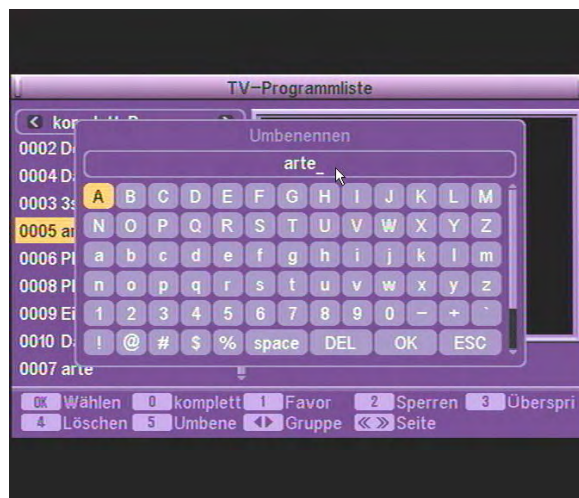 TV-Programmliste
Umbenennen
arte_
A B C D E F G H I J K L M
N O P Q R S T U V W X Y Z
a b c d e f g h i j k l m
n o p q r s t u v w x y z
1 2 3 4 5 6 7 8 9 0 - + `
! @ # $ % space DEL OK ESC
0002
0004
0003
0005
0006
0008
0009
0010
0007 arte
OK Wählen 0 komplett 1 Favor 2 Sperren 3 Überspri
4 Löschen 5 Umbene Gruppe Seite